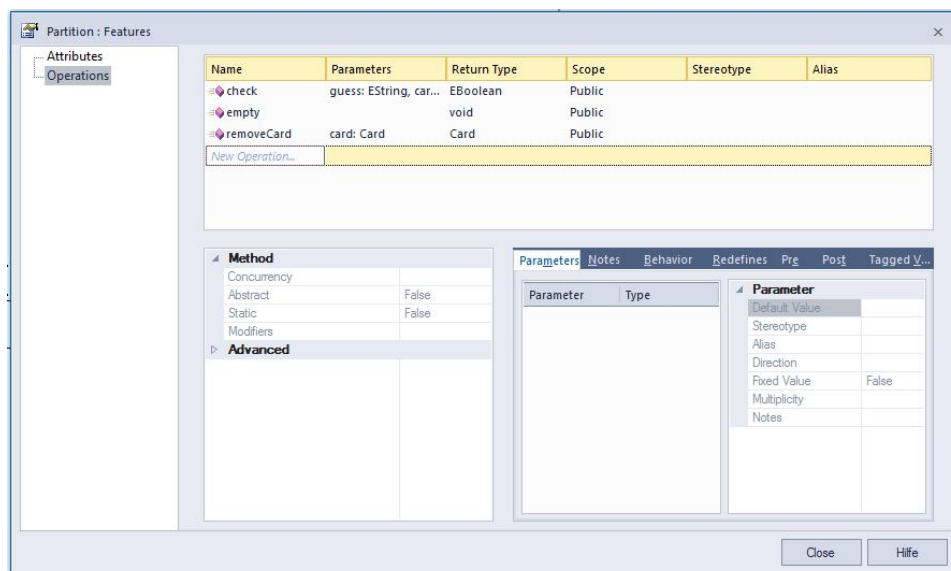 Partition : Features
Attributes
Operations
Name Parameters Return Type Scope Stereotype Alias
check guess: EString, car... EBoolean Public
empty void Public
removeCard card: Card Card Public
New Operation...
Method
Concurrency
Abstract False
Static False
Modifiers
Advanced
Parameters Notes Behavior Redefines Pre Post Tagged V...
Parameter Type
Parameter
Default Value
Stereotype
Alias
Direction
Fixed Value False
Multiplicity
Notes
Close Hilfe